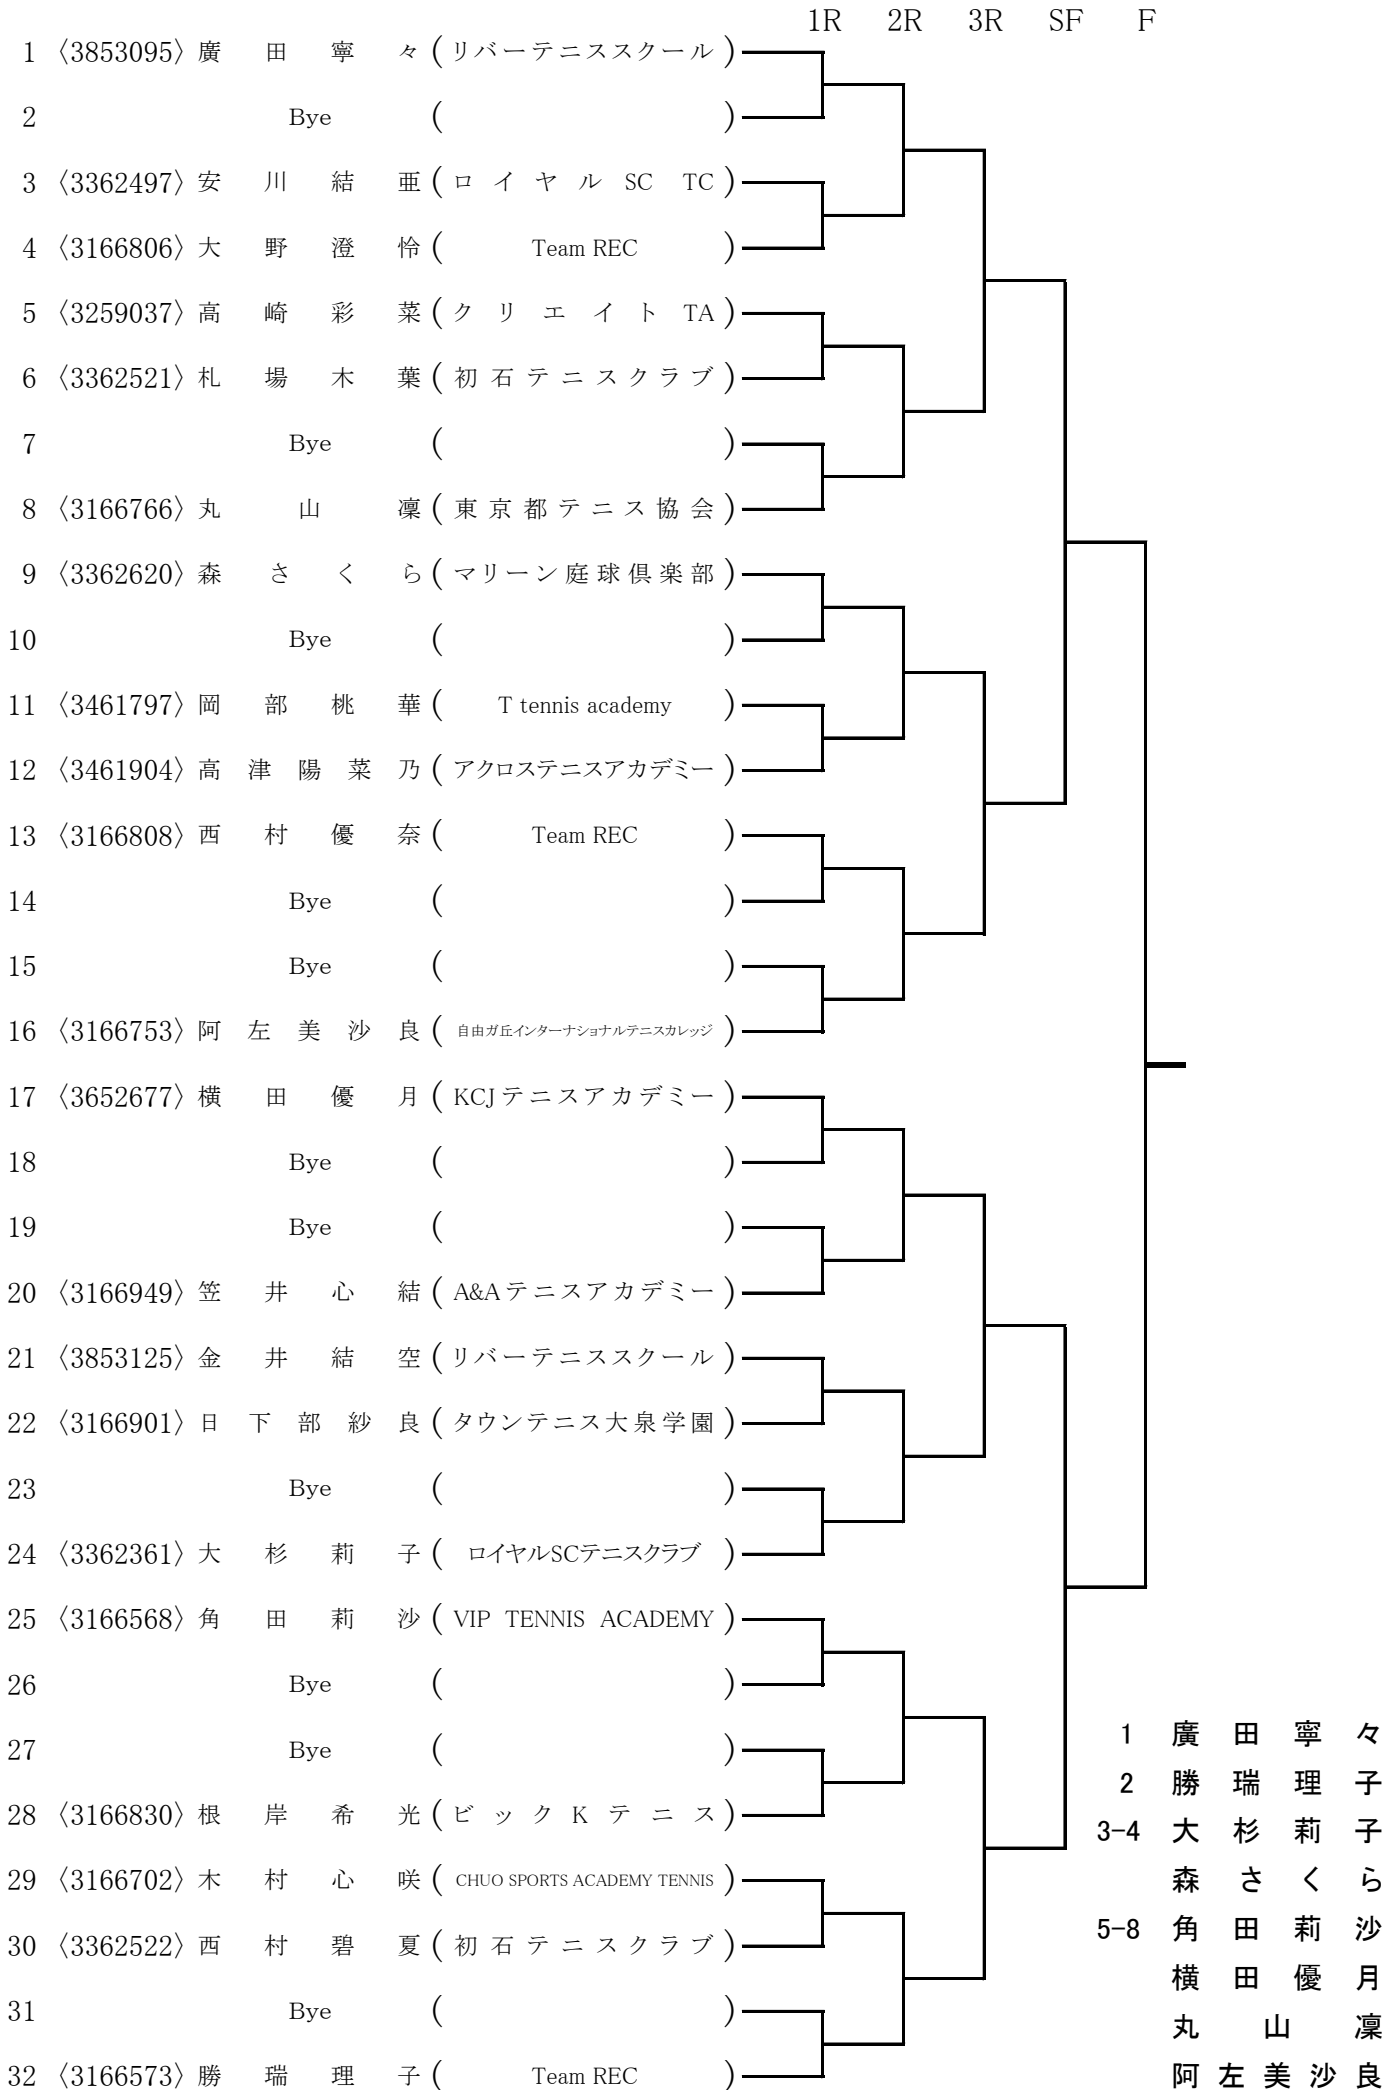 1R 2R 3R SF F
1 〈3853095〉 廣田寧々 (リバーテニススクール)
2 Bye ( )
3 〈3362497〉 安川結亜 (ロイヤルSC TC)
4 〈3166806〉 大野澄怜 (Team REC)
5 〈3259037〉 高崎彩菜 (クリエイトTA)
6 〈3362521〉 札場木葉 (初石テニスクラブ)
7 Bye ( )
8 〈3166766〉 丸山凜 (東京都テニス協会)
9 〈3362620〉 森さくら (マリーン庭球倶楽部)
10 Bye ( )
11 〈3461797〉 岡部桃華 (T tennis academy)
12 〈3461904〉 高津陽菜乃 (アクロステニスアカデミー)
13 〈3166808〉 西村優奈 (Team REC)
14 Bye ( )
15 Bye ( )
16 〈3166753〉 阿左美沙良 (自由ガ丘インターナショナルテニスカレッジ)
17 〈3652677〉 横田優月 (KCJテニスアカデミー)
18 Bye ( )
19 Bye ( )
20 〈3166949〉 笠井心結 (A&Aテニスアカデミー)
21 〈3853125〉 金井結空 (リバーテニススクール)
22 〈3166901〉 日下部紗良 (タウンテニス大泉学園)
23 Bye ( )
24 〈3362361〉 大杉莉子 (ロイヤルSCテニスクラブ)
25 〈3166568〉 角田莉沙 (VIP TENNIS ACADEMY)
26 Bye ( )
27 Bye ( )
28 〈3166830〉 根岸希光 (ビックKテニス)
29 〈3166702〉 木村心咲 (CHUO SPORTS ACADEMY TENNIS)
30 〈3362522〉 西村碧夏 (初石テニスクラブ)
31 Bye ( )
32 〈3166573〉 勝瑞理子 (Team REC)
1 廣田寧々
2 勝瑞理子
3-4 大杉莉子
森さくら
5-8 角田莉沙
横田優月
丸山凜
阿左美沙良